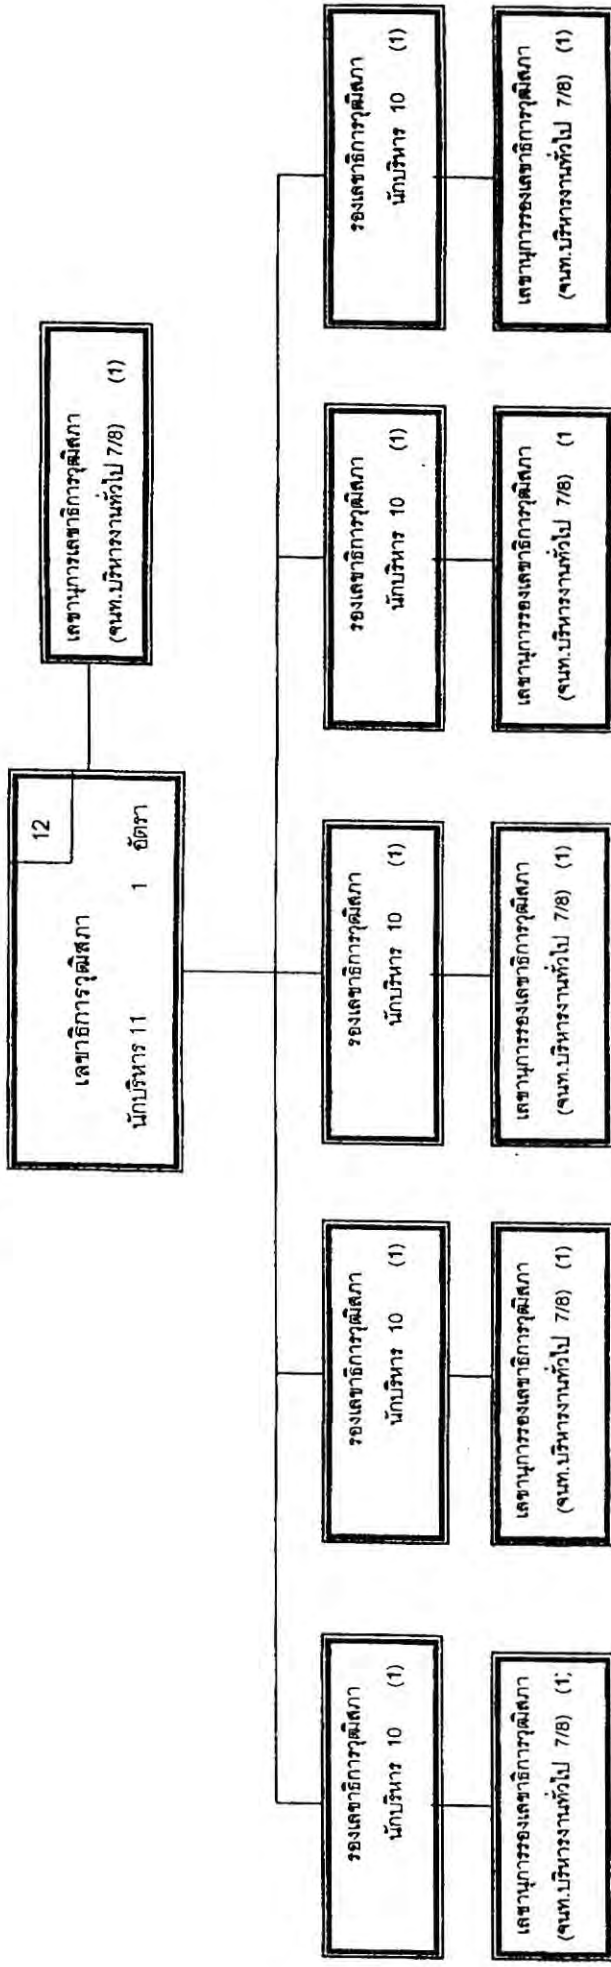 12
เลขาธิการวุฒิสภา
นักบริหาร 11 1 อัตรา
เลขานุการเลขาธิการวุฒิสภา
(จนท.บริหารงานทั่วไป 7/8) (1)
รองเลขาธิการวุฒิสภา
นักบริหาร 10 (1)
รองเลขาธิการวุฒิสภา
นักบริหาร 10 (1)
รองเลขาธิการวุฒิสภา
นักบริหาร 10 (1)
รองเลขาธิการวุฒิสภา
นักบริหาร 10 (1)
รองเลขาธิการวุฒิสภา
นักบริหาร 10 (1)
เลขานุการรองเลขาธิการวุฒิสภา
(จนท.บริหารงานทั่วไป 7/8) (1)
เลขานุการรองเลขาธิการวุฒิสภา
(จนท.บริหารงานทั่วไป 7/8) (1)
เลขานุการรองเลขาธิการวุฒิสภา
(จนท.บริหารงานทั่วไป 7/8) (1)
เลขานุการรองเลขาธิการวุฒิสภา
(จนท.บริหารงานทั่วไป 7/8) (1
เลขานุการรองเลขาธิการวุฒิสภา
(จนท.บริหารงานทั่วไป 7/8) (1)